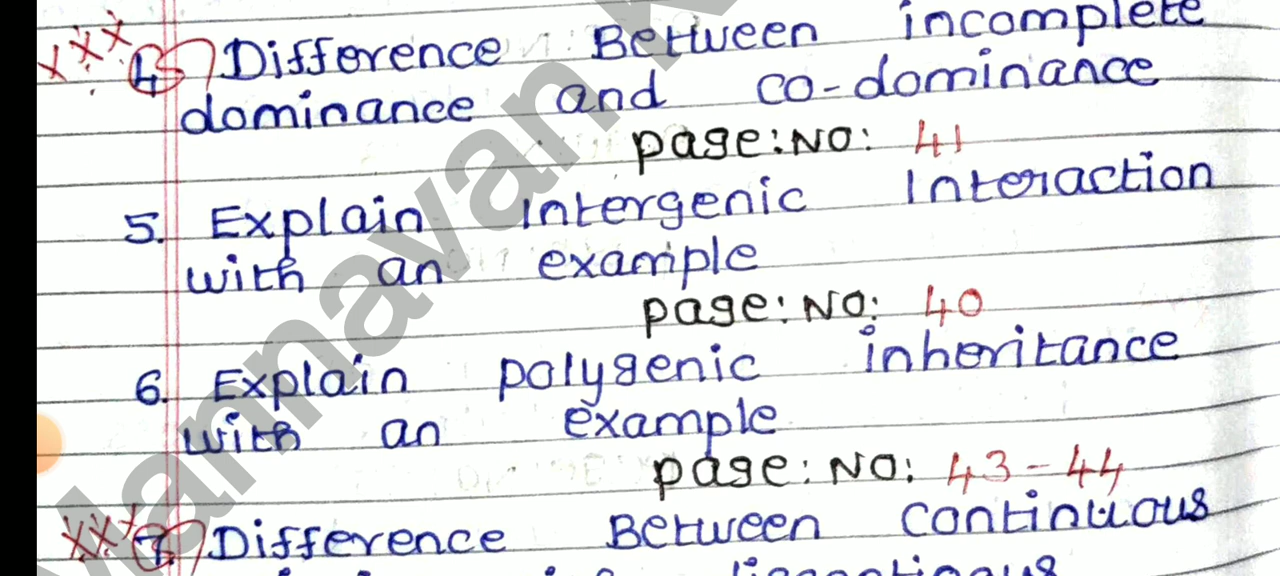 4) Difference Between incomplete
dominance and co-dominance
page:NO: 41
5. Explain intergenic Interaction
with an example
page:NO: 40
6. Explain polygenic inheritance
with an example
page:NO: 43-44
7) Difference Between continuous
Mannavan